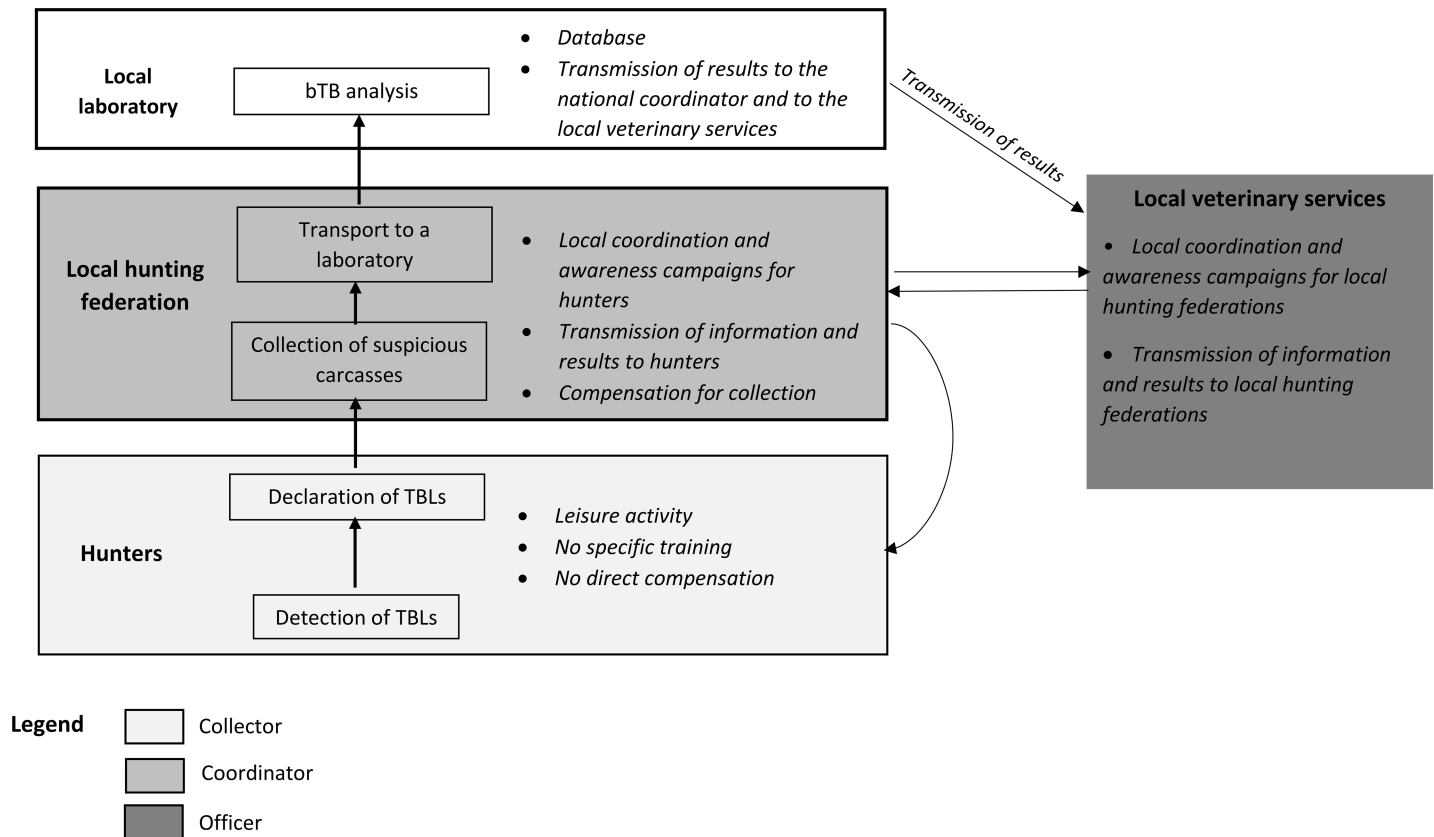 Local
laboratory
bTB analysis
• Database
• Transmission of results to the
national coordinator and to the
local veterinary services
Transmission of results
Local hunting
federation
Transport to a
laboratory
Collection of suspicious
carcasses
• Local coordination and
awareness campaigns for
hunters
• Transmission of information and
results to hunters
• Compensation for collection
Local veterinary services
• Local coordination and
awareness campaigns for local
hunting federations
• Transmission of information
and results to local hunting
federations
Hunters
Declaration of TBLs
Detection of TBLs
• Leisure activity
• No specific training
• No direct compensation
Legend
Collector
Coordinator
Officer